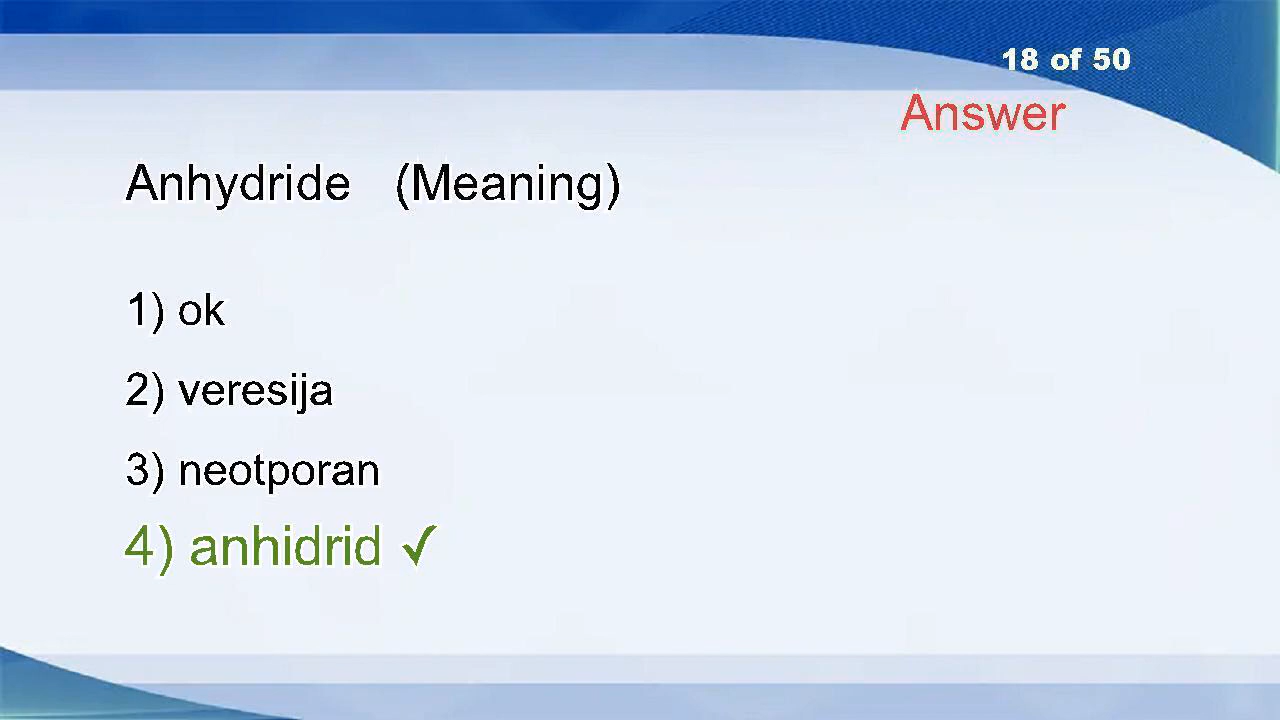 18 of 50
Answer
Anhydride (Meaning)
1) ok
2) veresija
3) neotporan
4) anhidrid ✓